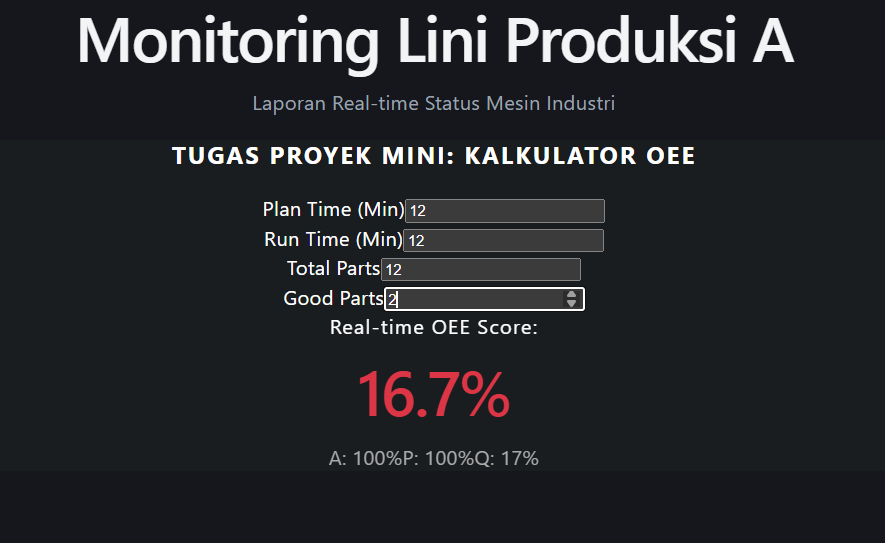 Monitoring Lini Produksi A
Laporan Real-time Status Mesin Industri
TUGAS PROYEK MINI: KALKULATOR OEE
Plan Time (Min) 12
Run Time (Min) 12
Total Parts 12
Good Parts 2
Real-time OEE Score:
16.7%
A: 100%P: 100%Q: 17%